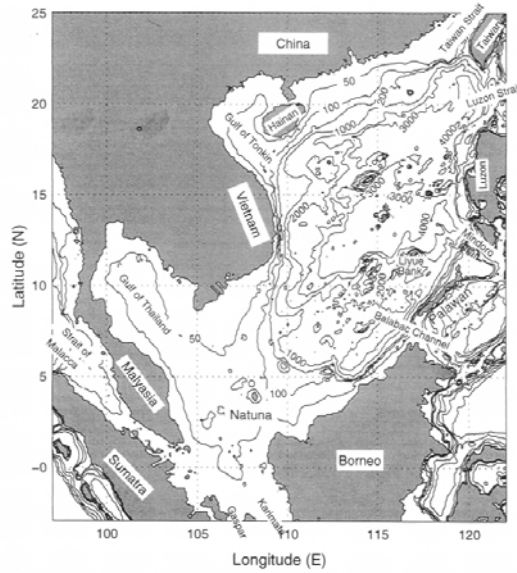 25
20
15
10
5
-0
Latitude (N)
100
105
110
115
120
Longitude (E)
China
Taiwan Strait
Taiwan
Luzon Strait
50
100
200
1000
3000
4000
Hainan
Gulf of Tonkin
Luzon
Vietnam
2000
3000
4000
Mindoro
Liyue
Bank
Palawan
Balabac Channel
Gulf of Thailand
50
1000
100
Strait of
Malacca
Malyasia
Natuna
Sumatra
Borneo
Gaspar
Karimata